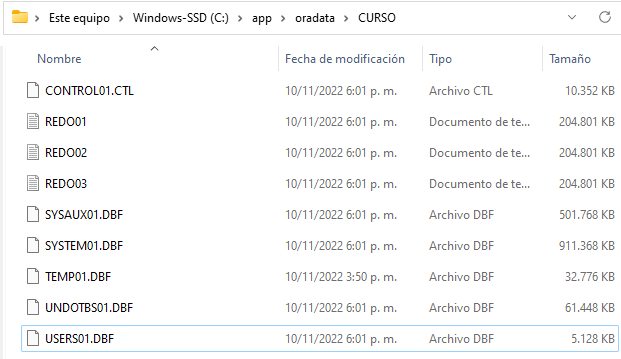 Este equipo > Windows-SSD (C:) > app > oradata > CURSO
Nombre Fecha de modificación Tipo Tamaño
CONTROL01.CTL 10/11/2022 6:01 p. m. Archivo CTL 10.352 KB
REDO01 10/11/2022 6:01 p. m. Documento de te... 204.801 KB
REDO02 10/11/2022 6:01 p. m. Documento de te... 204.801 KB
REDO03 10/11/2022 6:01 p. m. Documento de te... 204.801 KB
SYSAUX01.DBF 10/11/2022 6:01 p. m. Archivo DBF 501.768 KB
SYSTEM01.DBF 10/11/2022 6:01 p. m. Archivo DBF 911.368 KB
TEMP01.DBF 10/11/2022 3:50 p. m. Archivo DBF 32.776 KB
UNDOTBS01.DBF 10/11/2022 6:01 p. m. Archivo DBF 61.448 KB
USERS01.DBF 10/11/2022 6:01 p. m. Archivo DBF 5.128 KB